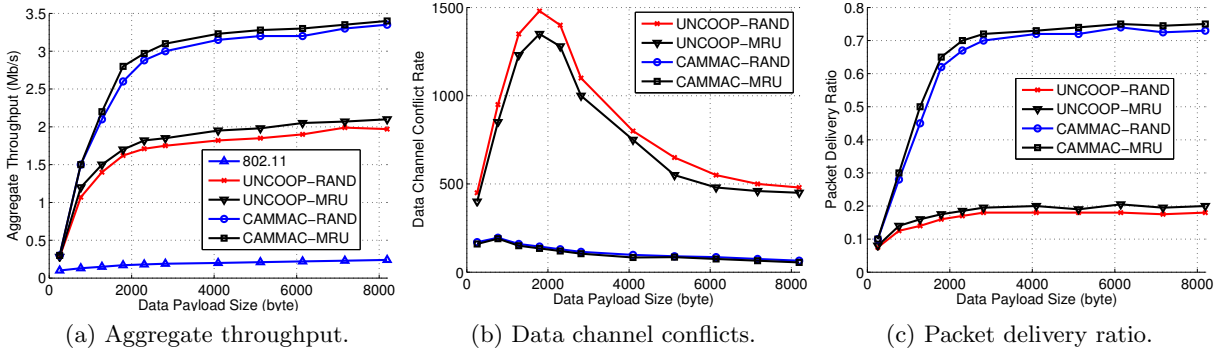 3.5
3
2.5
2
1.5
1
0.5
0
0
2000
4000
6000
8000
Aggregate Throughput (Mb/s)
Data Payload Size (byte)
802.11
UNCOOP-RAND
UNCOOP-MRU
CAMMAC-RAND
CAMMAC-MRU
(a) Aggregate throughput.
1500
1000
500
0
0
2000
4000
6000
8000
Data Channel Conflict Rate
Data Payload Size (byte)
UNCOOP-RAND
UNCOOP-MRU
CAMMAC-RAND
CAMMAC-MRU
(b) Data channel conflicts.
0.8
0.7
0.6
0.5
0.4
0.3
0.2
0.1
0
0
2000
4000
6000
8000
Packet Delivery Ratio
Data Payload Size (byte)
UNCOOP-RAND
UNCOOP-MRU
CAMMAC-RAND
CAMMAC-MRU
(c) Packet delivery ratio.